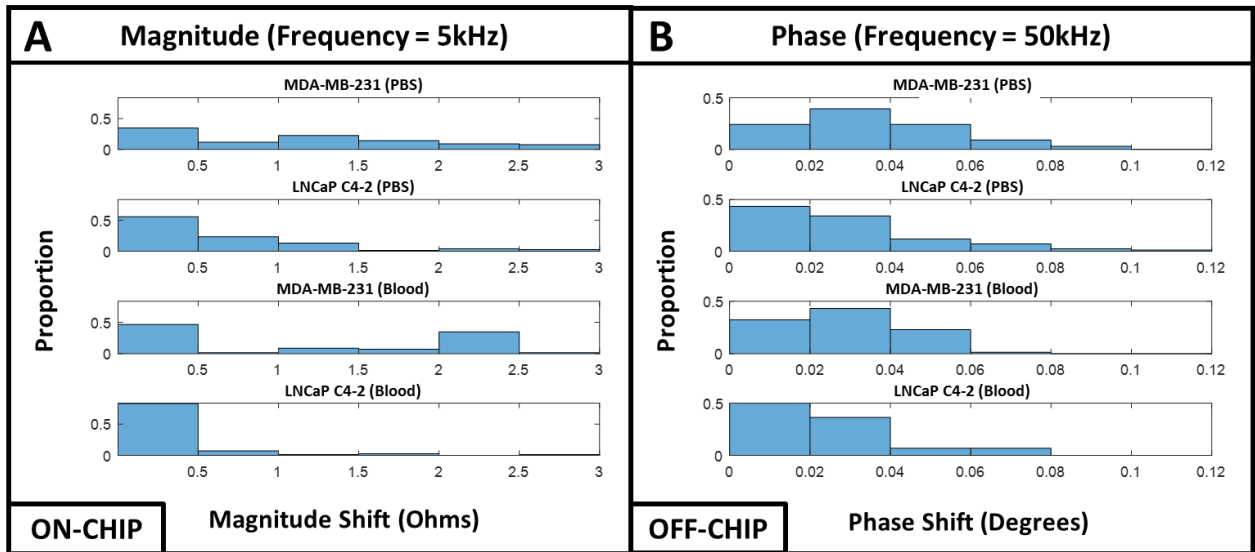 A Magnitude (Frequency = 5kHz)
MDA-MB-231 (PBS)
0.5
0
0.5 1 1.5 2 2.5 3
LNCaP C4-2 (PBS)
0.5
0
0.5 1 1.5 2 2.5 3
MDA-MB-231 (Blood)
0.5
0
0.5 1 1.5 2 2.5 3
LNCaP C4-2 (Blood)
0.5
0
0.5 1 1.5 2 2.5 3
Proportion
Magnitude Shift (Ohms)
ON-CHIP
B Phase (Frequency = 50kHz)
MDA-MB-231 (PBS)
0.5
0
0 0.02 0.04 0.06 0.08 0.1 0.12
LNCaP C4-2 (PBS)
0.5
0
0 0.02 0.04 0.06 0.08 0.1 0.12
MDA-MB-231 (Blood)
0.5
0
0 0.02 0.04 0.06 0.08 0.1 0.12
LNCaP C4-2 (Blood)
0.5
0
0 0.02 0.04 0.06 0.08 0.1 0.12
Proportion
Phase Shift (Degrees)
OFF-CHIP